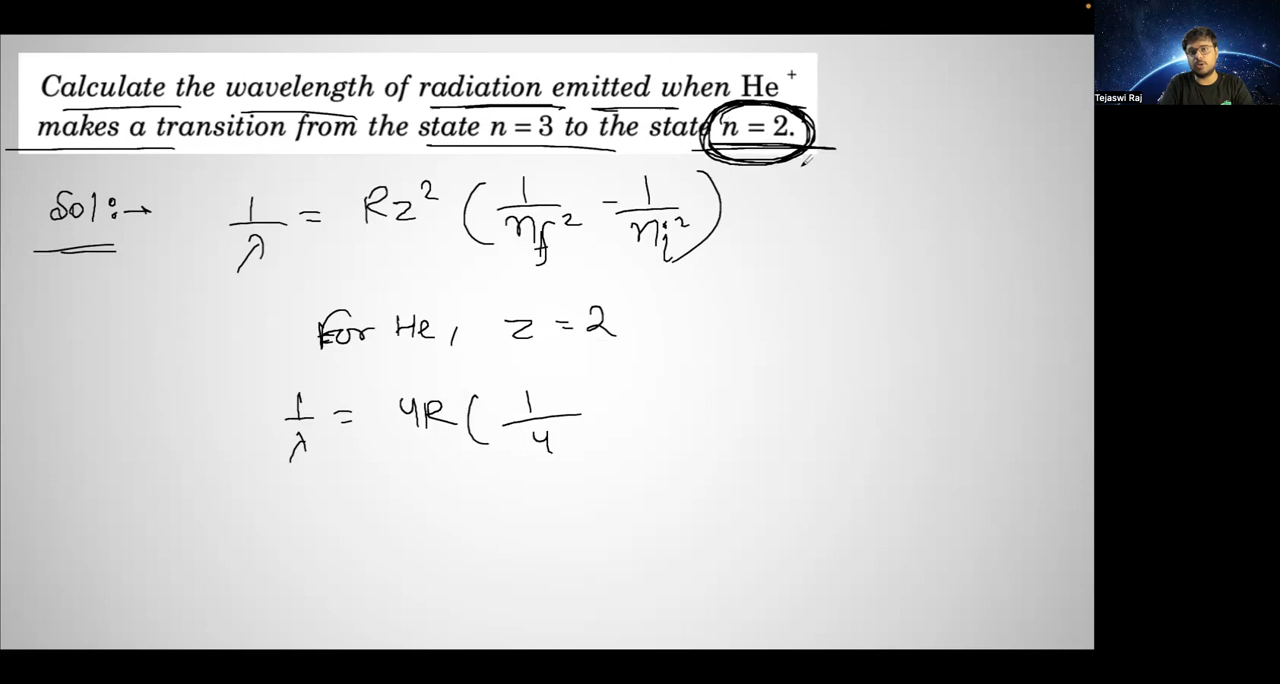 Calculate the wavelength of radiation emitted when He⁺
makes a transition from the state n = 3 to the state n = 2.
Tejaswi Raj
Sol:→ 1/λ = Rz² (1/n_f² - 1/n_i²)
For He, z = 2
1/λ = 4R ( 1/4